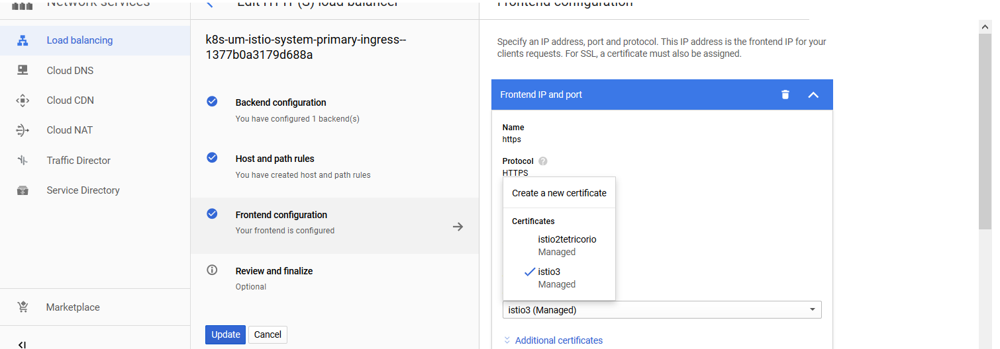 Network services
Load balancing
Cloud DNS
Cloud CDN
Cloud NAT
Traffic Director
Service Directory
Marketplace
Edit HTTP(S) load balancer
k8s-um-istio-system-primary-ingress--
1377b0a3179d688a
Backend configuration
You have configured 1 backend(s)
Host and path rules
You have created host and path rules
Frontend configuration
Your frontend is configured
Review and finalize
Optional
Update
Cancel
Frontend configuration
Specify an IP address, port and protocol. This IP address is the frontend IP for your
clients requests. For SSL, a certificate must also be assigned.
Frontend IP and port
Name
https
Protocol ?
HTTPS
Create a new certificate
Certificates
istio2tetricorio
Managed
istio3
Managed
istio3 (Managed)
Additional certificates